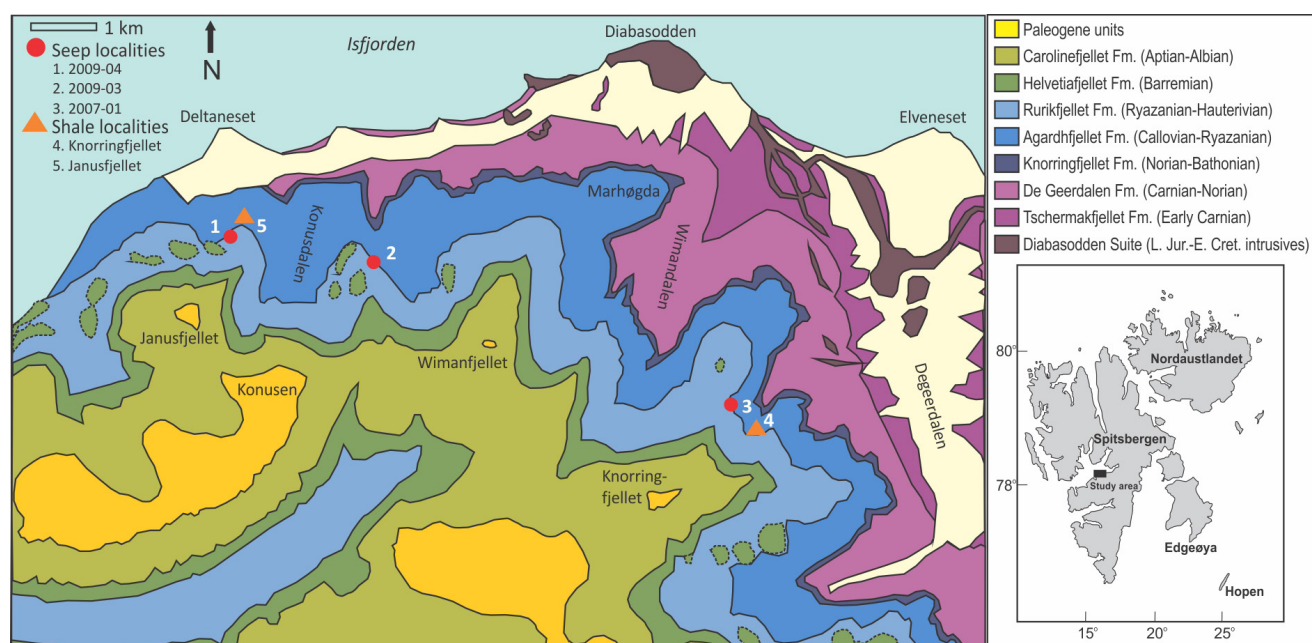 1 km
N
Seep localities
1. 2009-04
2. 2009-03
3. 2007-01
Shale localities
4. Knorringfjellet
5. Janusfjellet
Isfjorden
Diabasodden
Deltaneset
Elveneset
Marhøgda
Konusdalen
Wimandalen
1
5
2
Janusfjellet
Wimanfjellet
Konusen
Degeerdalen
3
4
Knorring-
fjellet
Paleogene units
Carolinefjellet Fm. (Aptian-Albian)
Helvetiafjellet Fm. (Barremian)
Rurikfjellet Fm. (Ryazanian-Hauterivian)
Agardhfjellet Fm. (Callovian-Ryazanian)
Knorringfjellet Fm. (Norian-Bathonian)
De Geerdalen Fm. (Carnian-Norian)
Tschermakfjellet Fm. (Early Carnian)
Diabasodden Suite (L. Jur.-E. Cret. intrusives)
80°
Nordaustlandet
Spitsbergen
78°
Study area
Edgeøya
Hopen
15°
20°
25°